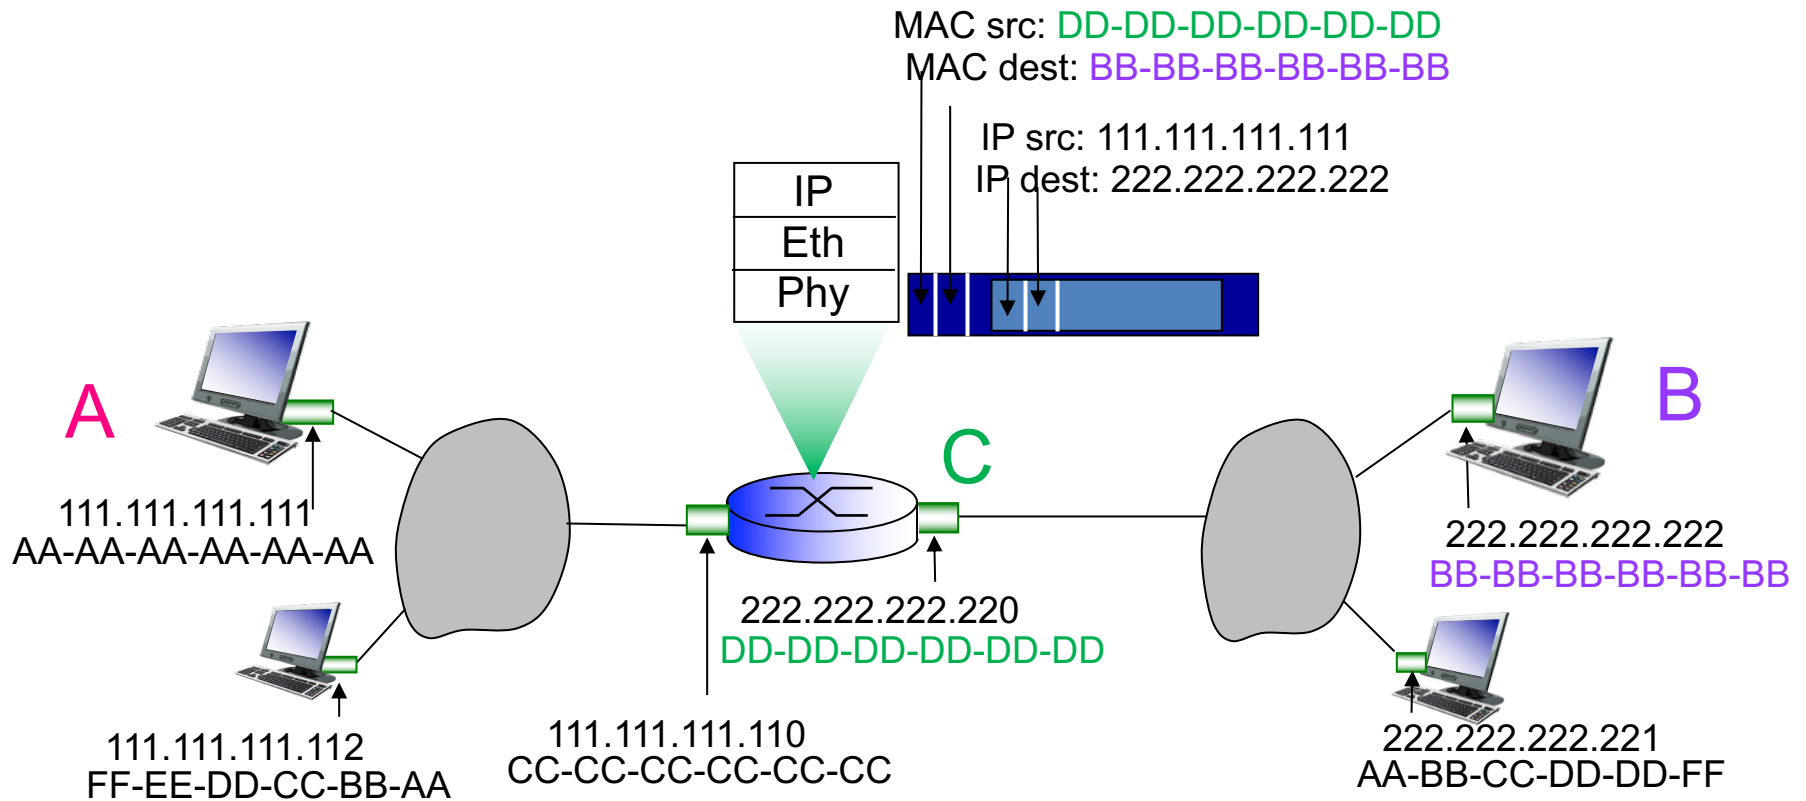 MAC src: DD-DD-DD-DD-DD-DD
MAC dest: BB-BB-BB-BB-BB-BB
IP src: 111.111.111.111
IP dest: 222.222.222.222
IP
Eth
Phy
A
B
C
111.111.111.111
AA-AA-AA-AA-AA-AA
222.222.222.222
BB-BB-BB-BB-BB-BB
222.222.222.220
DD-DD-DD-DD-DD-DD
111.111.111.112
FF-EE-DD-CC-BB-AA
111.111.111.110
CC-CC-CC-CC-CC-CC
222.222.222.221
AA-BB-CC-DD-DD-FF